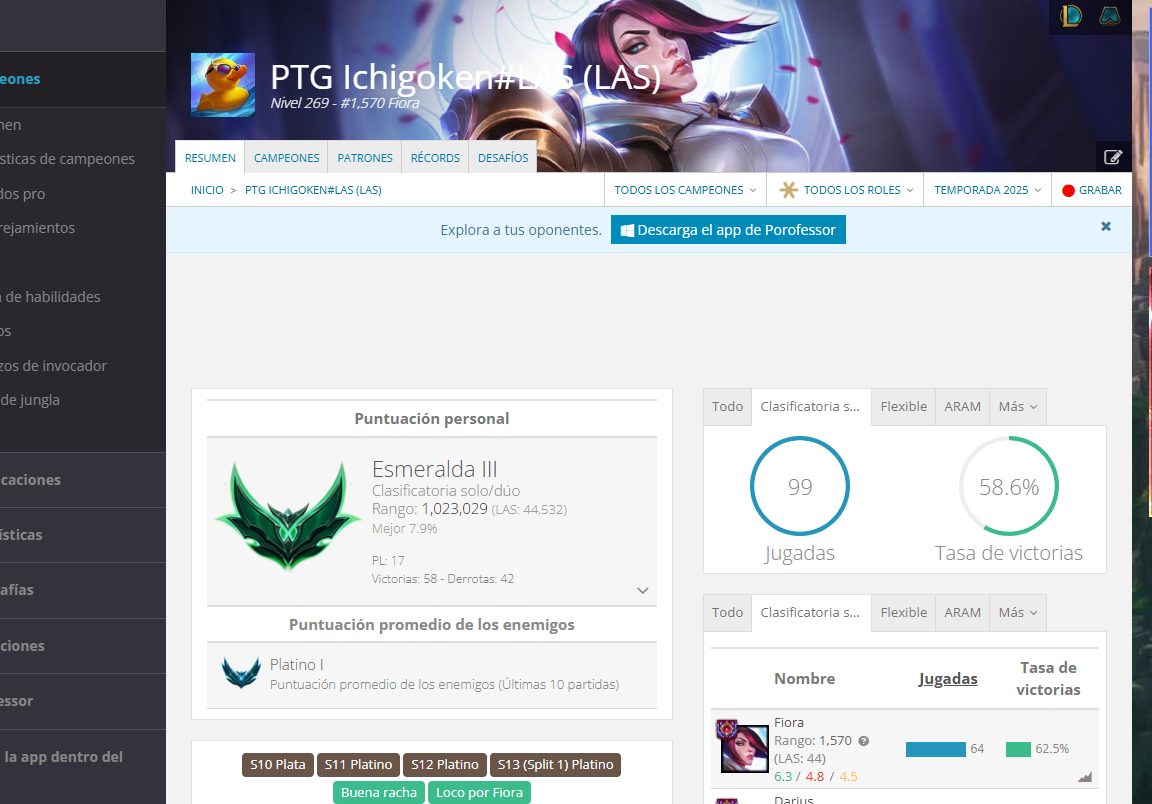 eones
men
sticas de campeones
dos pro
rejamientos
de habilidades
os
zos de invocador
de jungla
caciones
ísticas
afías
ciones
essor
la app dentro del
PTG Ichigoken#LAS (LAS)
Nivel 269 - #1,570 Fiora
RESUMEN CAMPEONES PATRONES RÉCORDS DESAFÍOS
INICIO > PTG ICHIGOKEN#LAS (LAS) TODOS LOS CAMPEONES TODOS LOS ROLES TEMPORADA 2025 GRABAR
Explora a tus oponentes. Descarga el app de Porofessor
Puntuación personal
Esmeralda III
Clasificatoria solo/dúo
Rango: 1,023,029 (LAS: 44,532)
Mejor 7.9%
PL: 17
Victorias: 58 - Derrotas: 42
Puntuación promedio de los enemigos
Platino I
Puntuación promedio de los enemigos (Últimas 10 partidas)
S10 Plata S11 Platino S12 Platino S13 (Split 1) Platino
Buena racha Loco por Fiora
Todo Clasificatoria s... Flexible ARAM Más
99 58.6%
Jugadas Tasa de victorias
Todo Clasificatoria s... Flexible ARAM Más
Nombre Jugadas Tasa de victorias
Fiora
Rango: 1,570
(LAS: 44)
6.3 / 4.8 / 4.5
64 62.5%
Darius